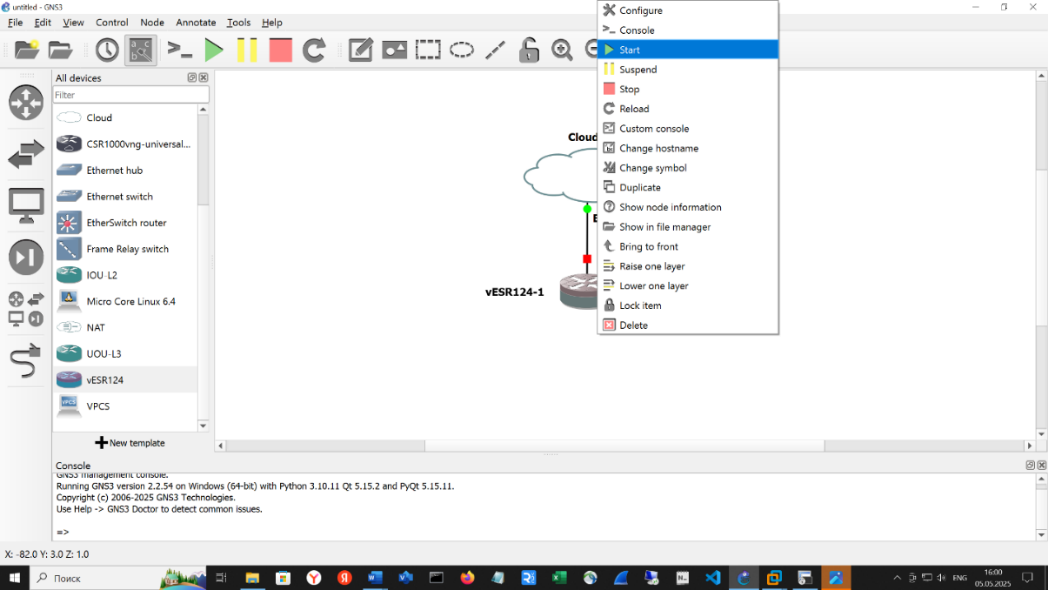 untitled - GNS3
File Edit View Control Node Annotate Tools Help
All devices
Filter
Cloud
CSR1000vng-universal...
Ethernet hub
Ethernet switch
EtherSwitch router
Frame Relay switch
IOU-L2
Micro Core Linux 6.4
NAT
UOU-L3
vESR124
VPCS
New template
Cloud
vESR124-1
Configure
Console
Start
Suspend
Stop
Reload
Custom console
Change hostname
Change symbol
Duplicate
Show node information
Show in file manager
Bring to front
Raise one layer
Lower one layer
Lock item
Delete
Console
GNS3 management console.
Running GNS3 version 2.2.54 on Windows (64-bit) with Python 3.10.11 Qt 5.15.2 and PyQt 5.15.11.
Copyright (c) 2006-2025 GNS3 Technologies.
Use Help -> GNS3 Doctor to detect common issues.
=>
X: -82.0 Y: 3.0 Z: 1.0
Поиск
ENG
16:00
05.05.2025